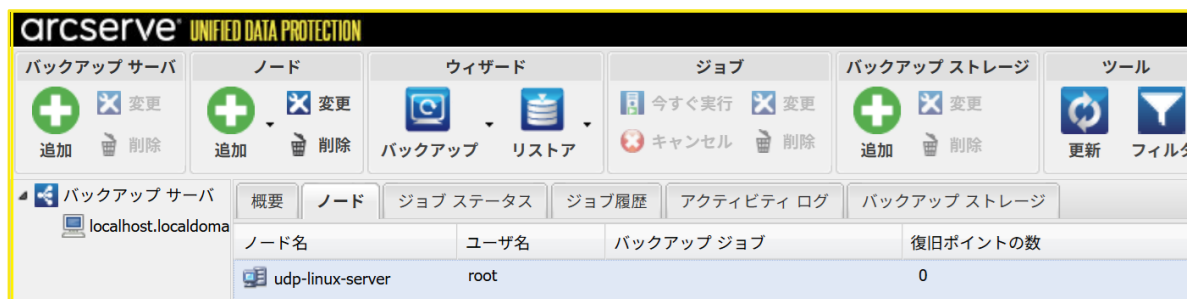 arcserve® UNIFIED DATA PROTECTION
バックアップ サーバ ノード ウィザード ジョブ バックアップ ストレージ ツール
変更 変更 今すぐ実行 変更 変更
追加 削除 追加 削除 バックアップ リストア キャンセル 削除 追加 削除 更新 フィルタ
バックアップ サーバ 概要 ノード ジョブ ステータス ジョブ履歴 アクティビティ ログ バックアップ ストレージ
localhost.localdoma ノード名 ユーザ名 バックアップ ジョブ 復旧ポイントの数
udp-linux-server root 0